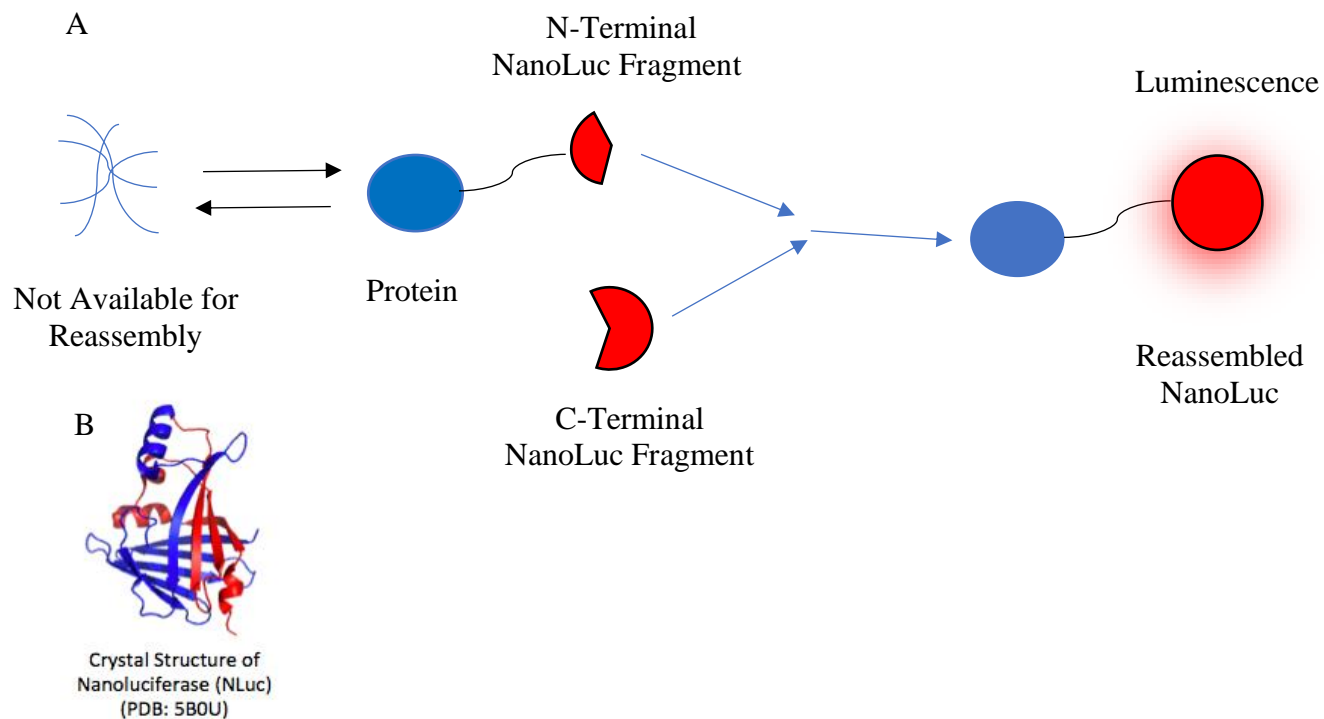 A
N-Terminal
NanoLuc Fragment
Luminescence
Not Available for
Reassembly
Protein
C-Terminal
NanoLuc Fragment
Reassembled
NanoLuc
B
Crystal Structure of
Nanoluciferase (NLuc)
(PDB: 5B0U)